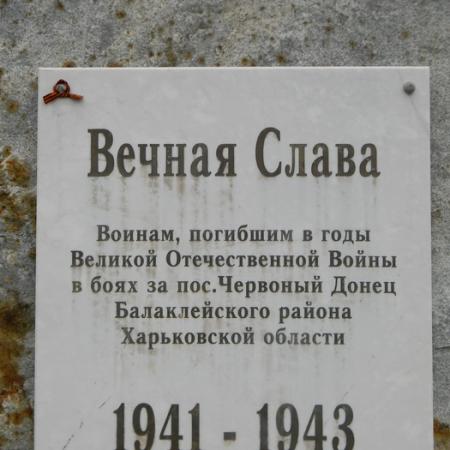 Вечная Слава
Воинам, погибшим в годы
Великой Отечественной Войны
в боях за пос.Червоный Донец
Балаклейского района
Харьковской области
1941 - 1943